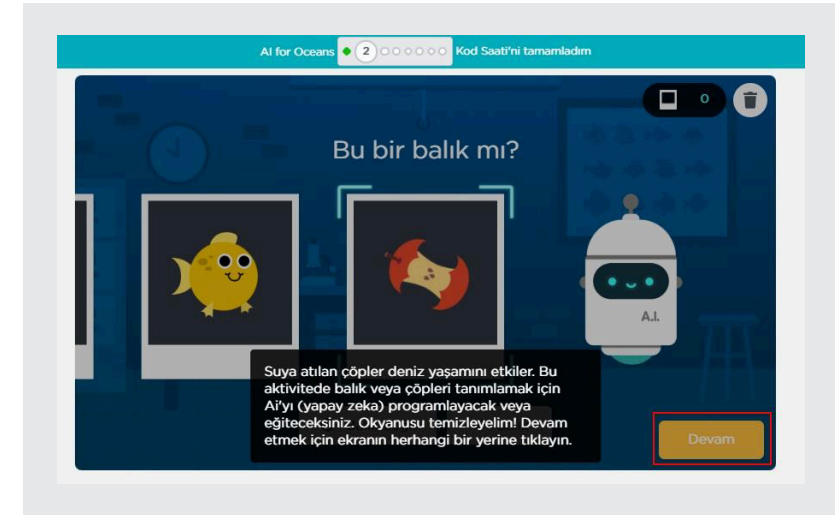 AI for Oceans 2 Kod Saati'ni tamamladım
0
Bu bir balık mı?
A.I.
Suya atılan çöpler deniz yaşamını etkiler. Bu
aktivitede balık veya çöpleri tanımlamak için
Ai'yı (yapay zeka) programlayacak veya
eğiteceksiniz. Okyanusu temizleyelim! Devam
etmek için ekranın herhangi bir yerine tıklayın.
Devam